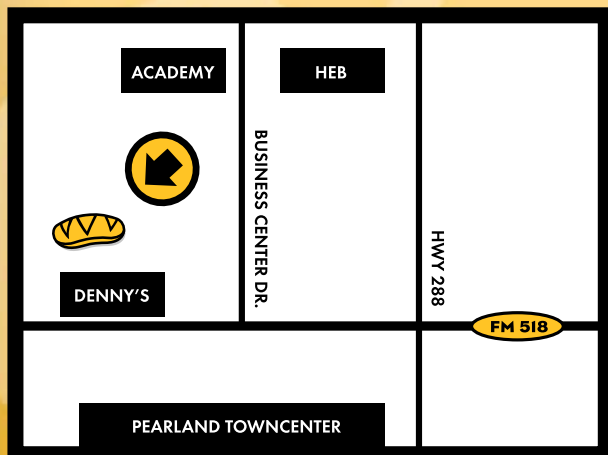 ACADEMY
HEB
BUSINESS CENTER DR.
HWY 288
DENNY'S
FM 518
PEARLAND TOWNCENTER